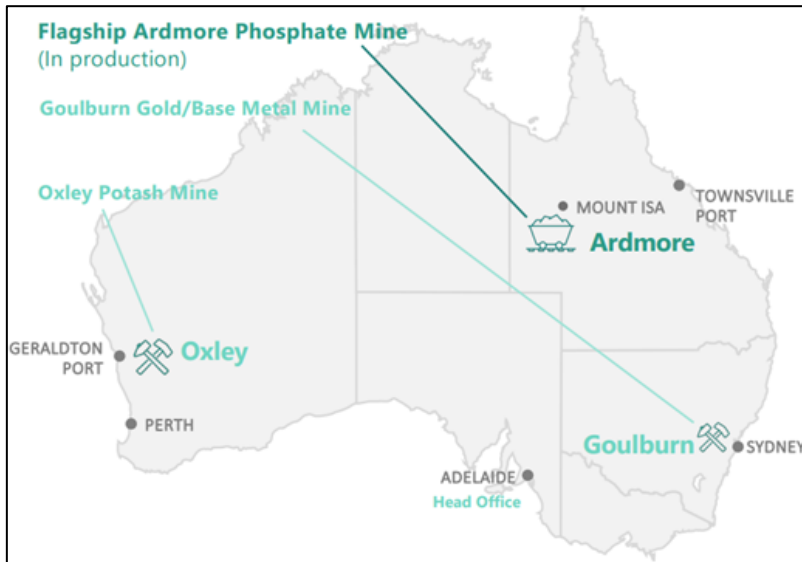 Flagship Ardmore Phosphate Mine
(In production)
Goulburn Gold/Base Metal Mine
Oxley Potash Mine
MOUNT ISA
TOWNSVILLE
PORT
Ardmore
GERALDTON
PORT
Oxley
PERTH
Goulburn
SYDNEY
ADELAIDE
Head Office